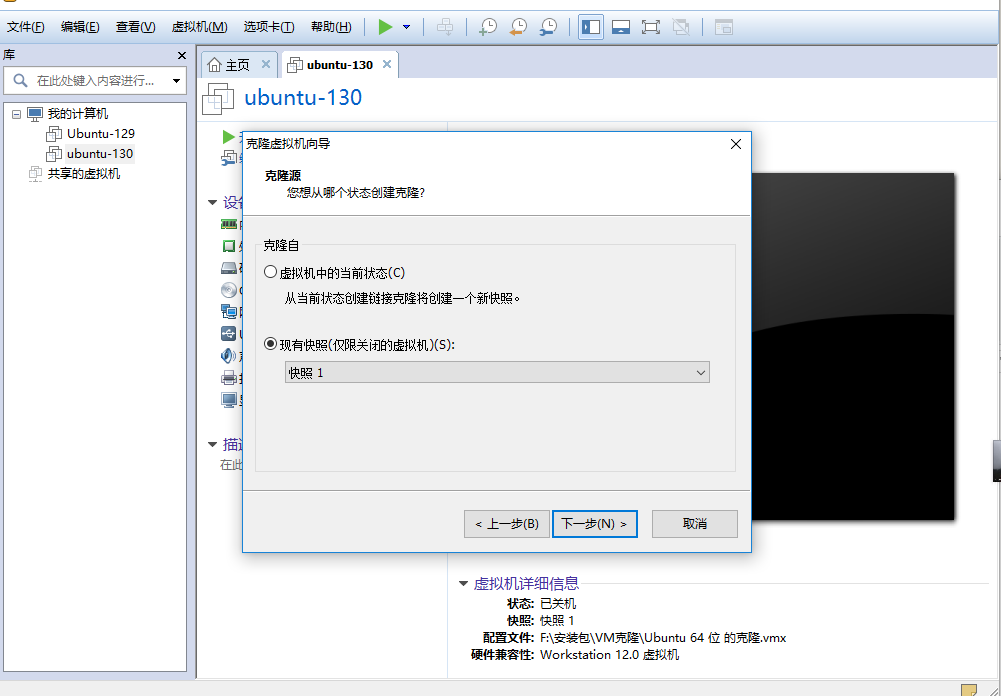 文件(F) 编辑(E) 查看(V) 虚拟机(M) 选项卡(T) 帮助(H)
库
在此处键入内容进行...
我的计算机
Ubuntu-129
ubuntu-130
共享的虚拟机
主页 ubuntu-130
ubuntu-130
克隆虚拟机向导
克隆源
您想从哪个状态创建克隆?
克隆自
虚拟机中的当前状态(C)
从当前状态创建链接克隆将创建一个新快照。
现有快照(仅限关闭的虚拟机)(S):
快照 1
< 上一步(B) 下一步(N) > 取消
在此
虚拟机详细信息
状态: 已关机
快照: 快照 1
配置文件: F:\安装包\VM克隆\Ubuntu 64 位 的克隆.vmx
硬件兼容性: Workstation 12.0 虚拟机